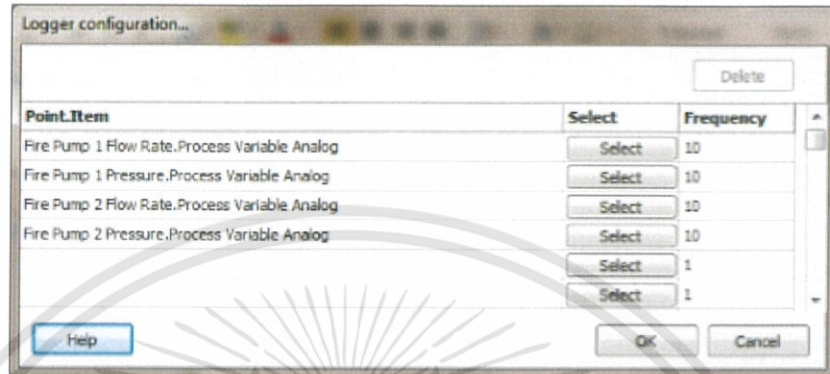 Logger configuration...
Delete
Point.Item Select Frequency
Fire Pump 1 Flow Rate.Process Variable Analog Select 10
Fire Pump 1 Pressure.Process Variable Analog Select 10
Fire Pump 2 Flow Rate.Process Variable Analog Select 10
Fire Pump 2 Pressure.Process Variable Analog Select 10
Select 1
Select 1
Help OK Cancel